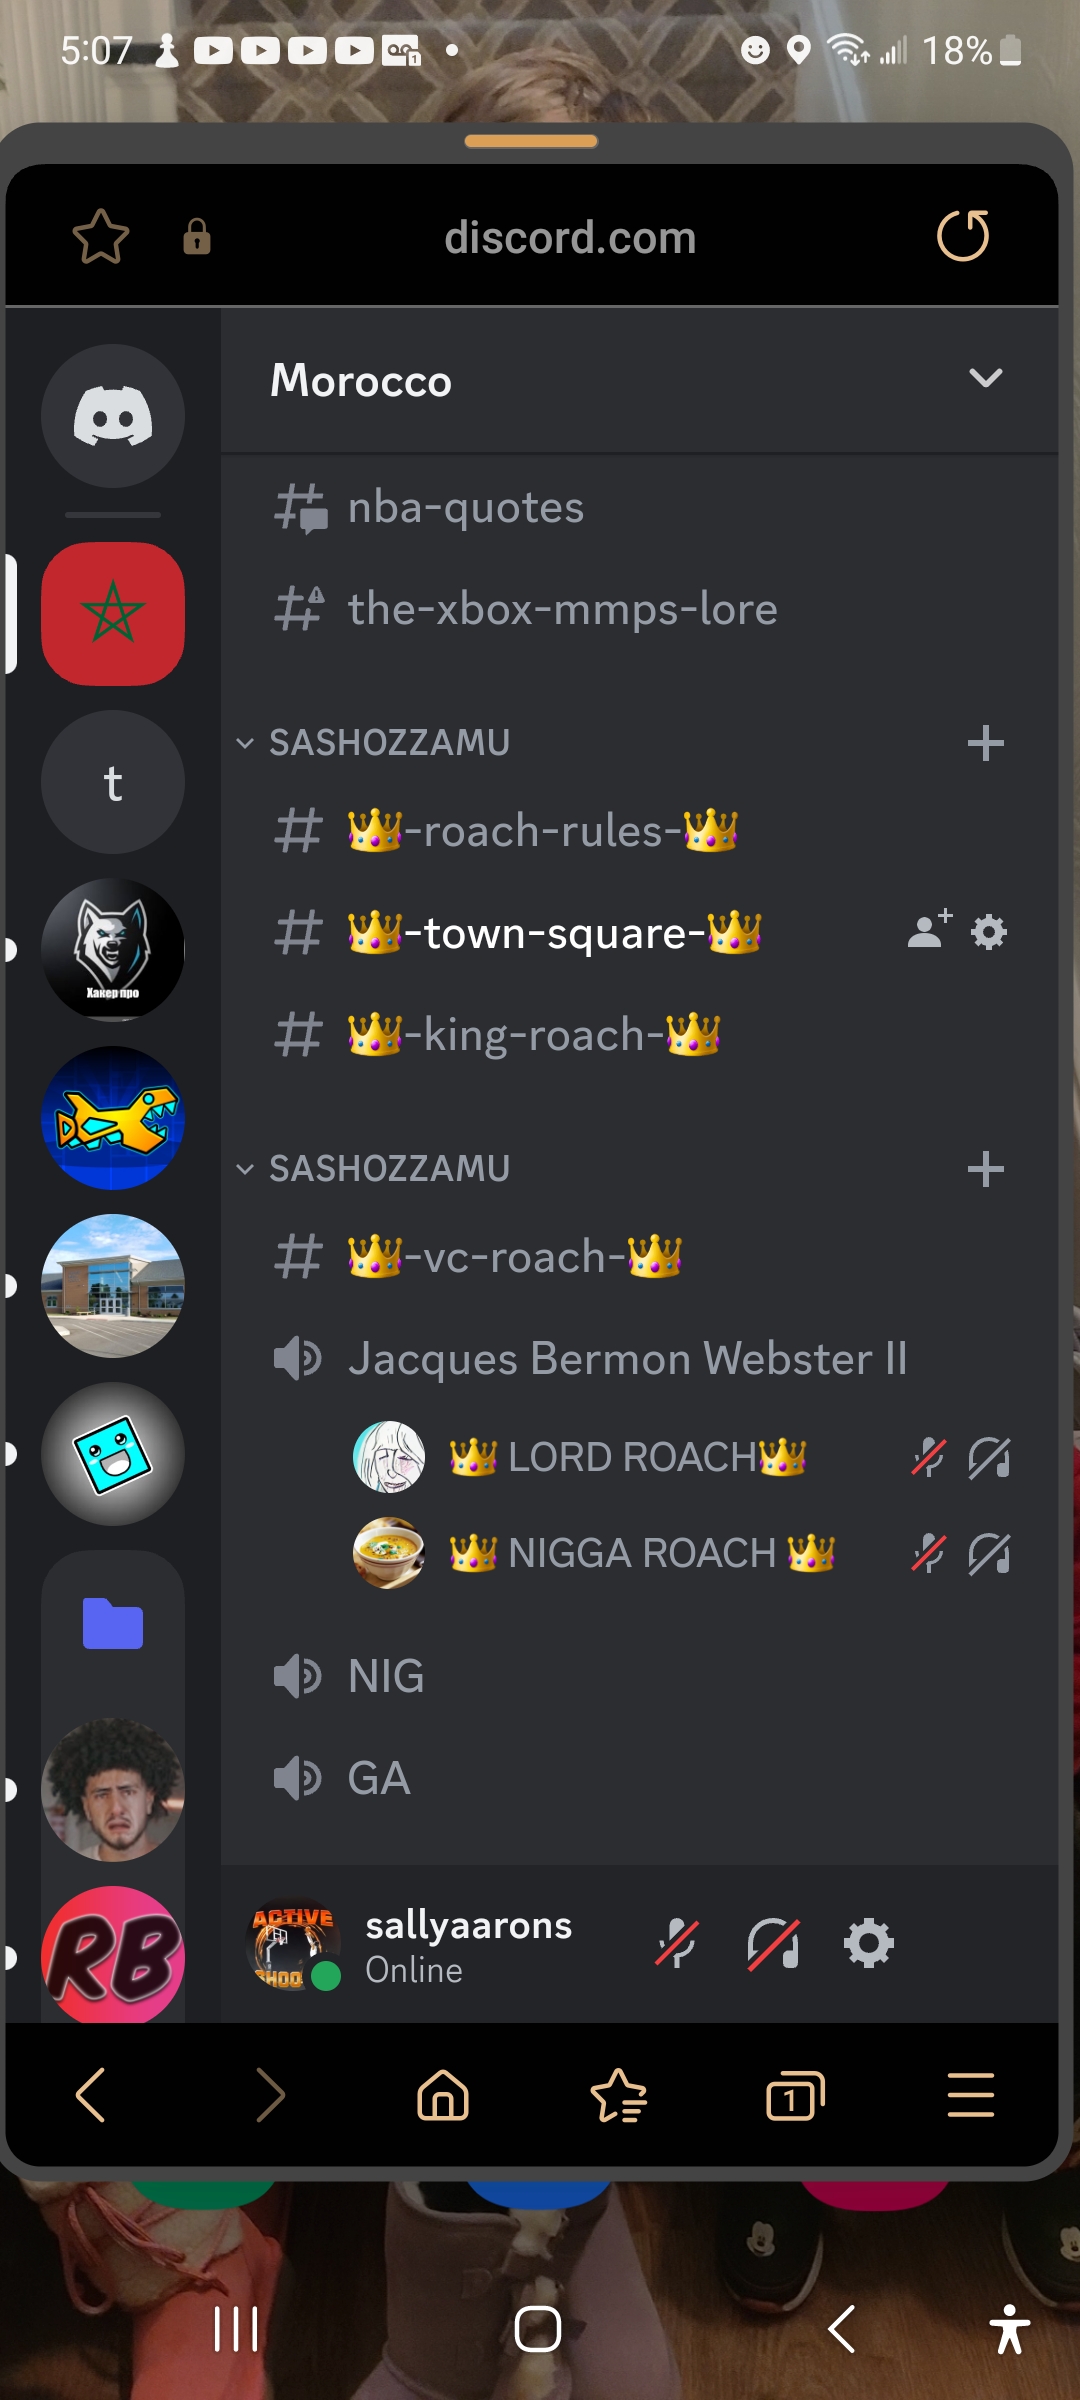 5:07
18%
discord.com
Morocco
nba-quotes
the-xbox-mmps-lore
t
SASHOZZAMU
👑-roach-rules-👑
👑-town-square-👑
Хакер про
👑-king-roach-👑
SASHOZZAMU
👑-vc-roach-👑
Jacques Bermon Webster II
👑 LORD ROACH👑
👑 NIGGA ROACH 👑
NIG
GA
RB
ACTIVE
SHOO
sallyaarons
Online
1